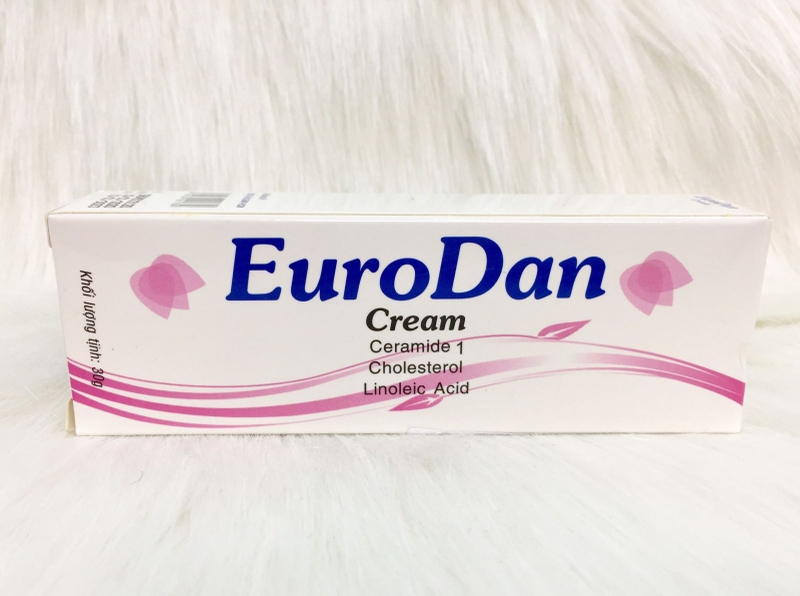 EuroDan
Cream
Ceramide 1
Cholesterol
Linoleic Acid
Khối lượng tịnh: 30g